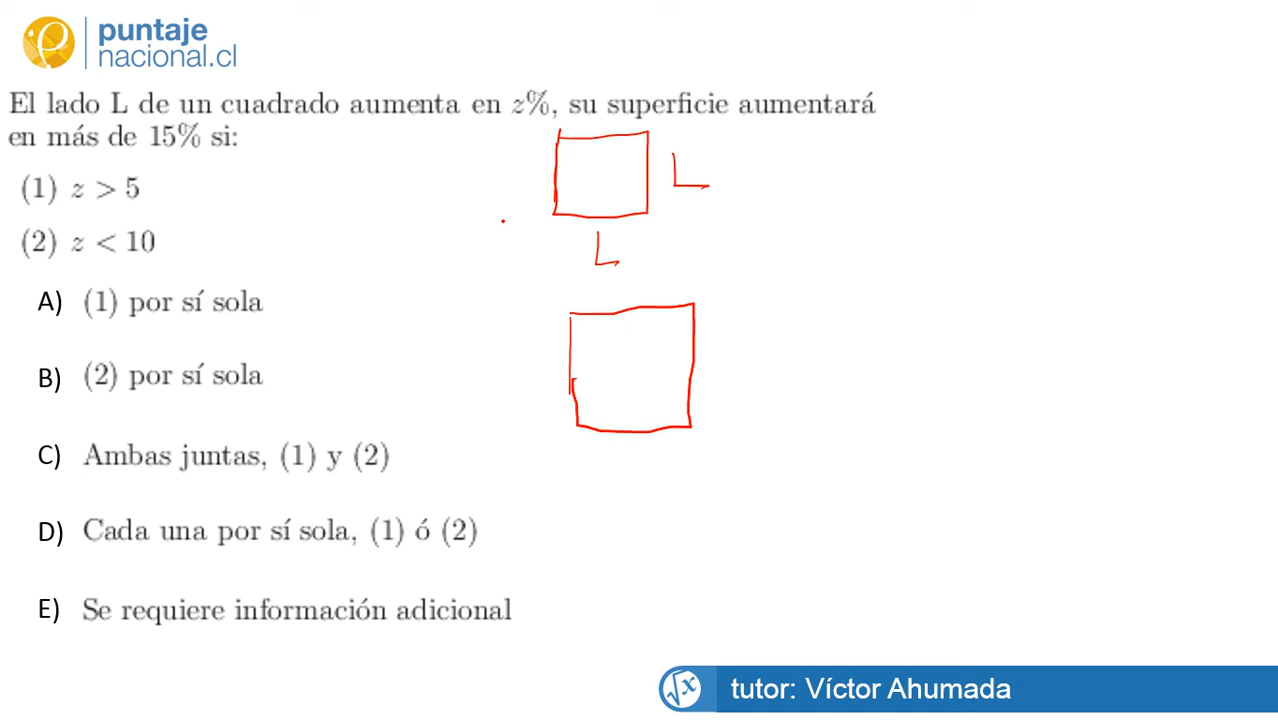 puntaje
nacional.cl
El lado L de un cuadrado aumenta en z%, su superficie aumentará
en más de 15% si:
(1) z > 5
(2) z < 10
A) (1) por sí sola
B) (2) por sí sola
C) Ambas juntas, (1) y (2)
D) Cada una por sí sola, (1) ó (2)
E) Se requiere información adicional
L
L
√x
tutor: Víctor Ahumada